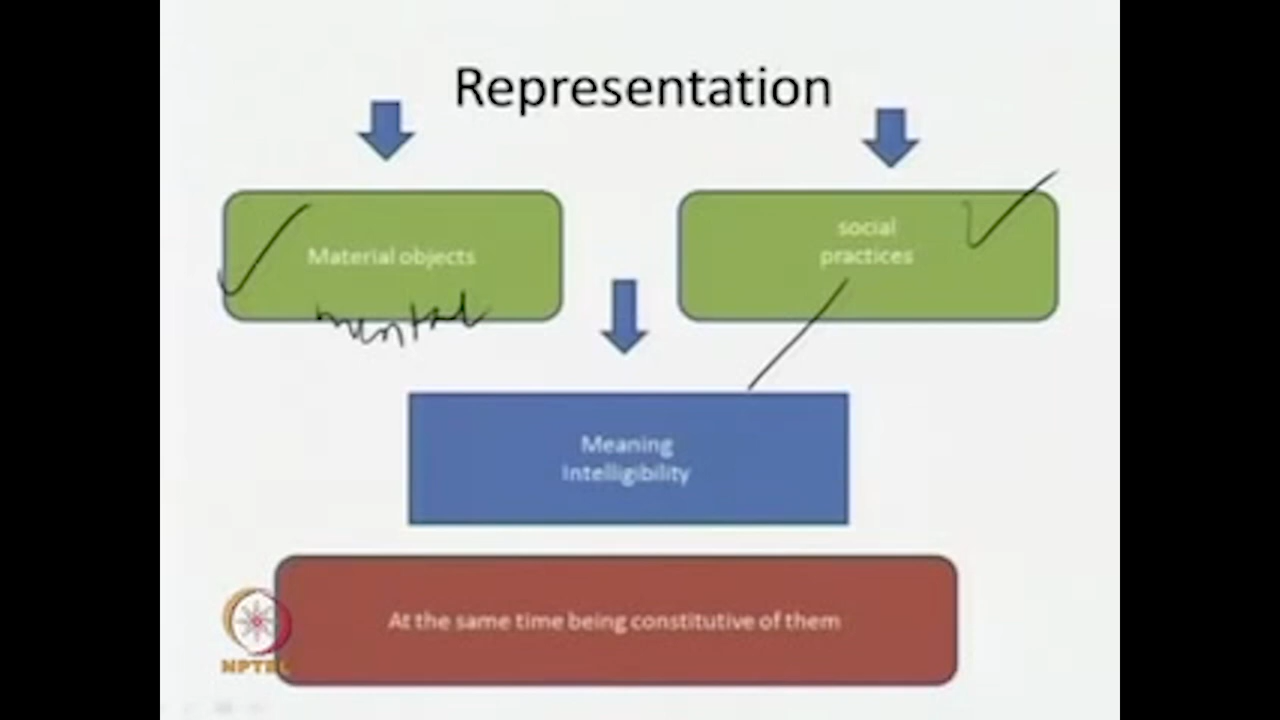 Representation
Material objects
mental
social
practices
Meaning
Intelligibility
At the same time being constitutive of them
NPTEL